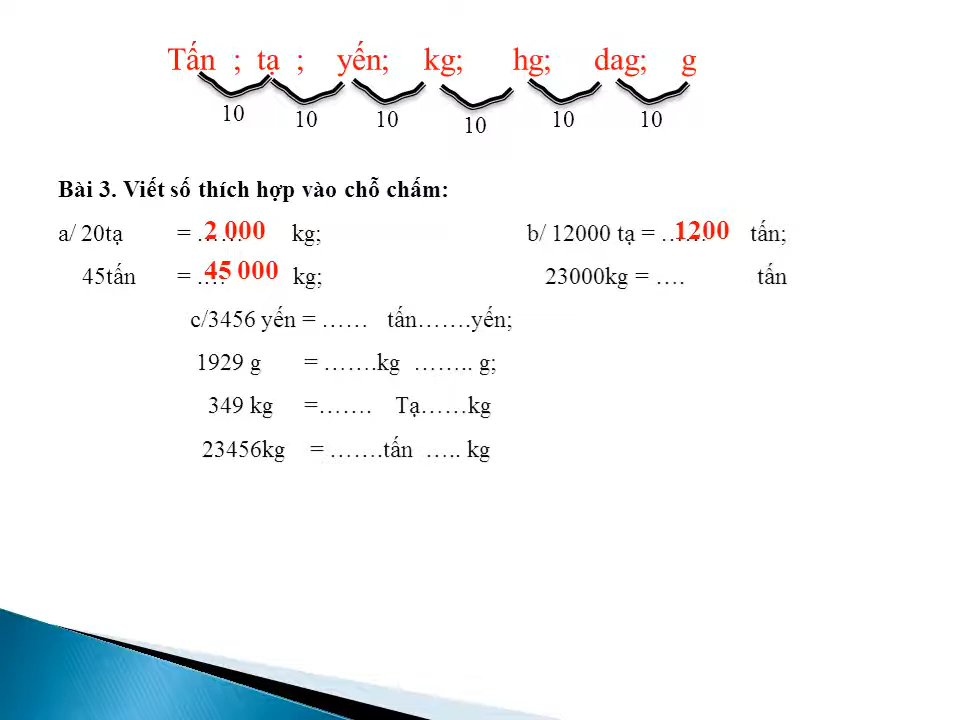 Tấn ; tạ ; yến; kg; hg; dag; g
10 10 10 10 10 10
Bài 3. Viết số thích hợp vào chỗ chấm:
a/ 20tạ = 2 000 kg; b/ 12000 tạ = 1200 tấn;
45tấn = 45 000 kg; 23000kg = …. tấn
c/3456 yến = …… tấn…….yến;
1929 g = …….kg …….. g;
349 kg =……. Tạ……kg
23456kg = …….tấn ….. kg